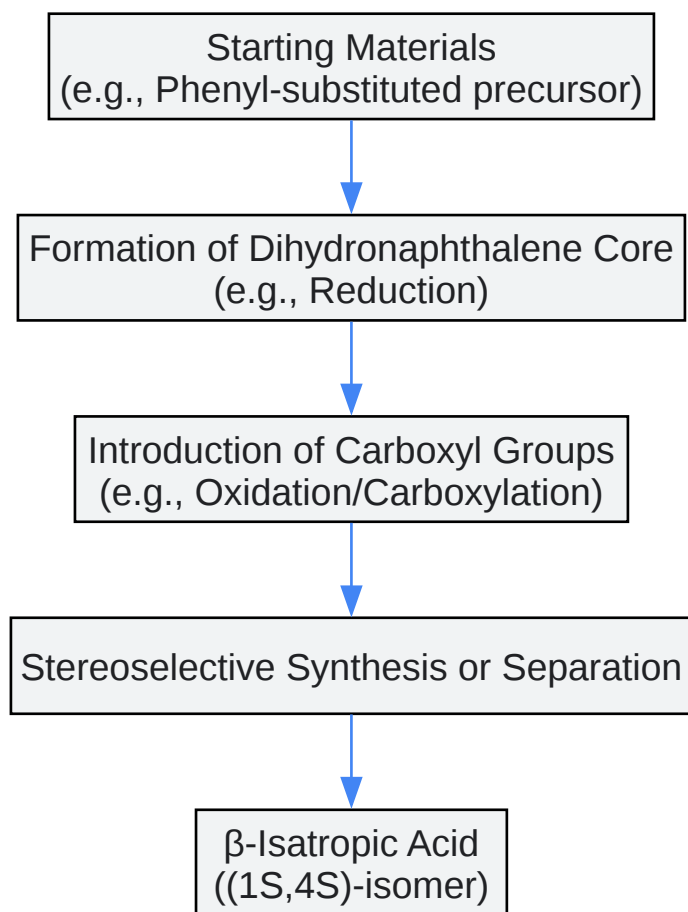 Starting Materials
(e.g., Phenyl-substituted precursor)
Formation of Dihydronaphthalene Core
(e.g., Reduction)
Introduction of Carboxyl Groups
(e.g., Oxidation/Carboxylation)
Stereoselective Synthesis or Separation
β-Isatropic Acid
((1S,4S)-isomer)